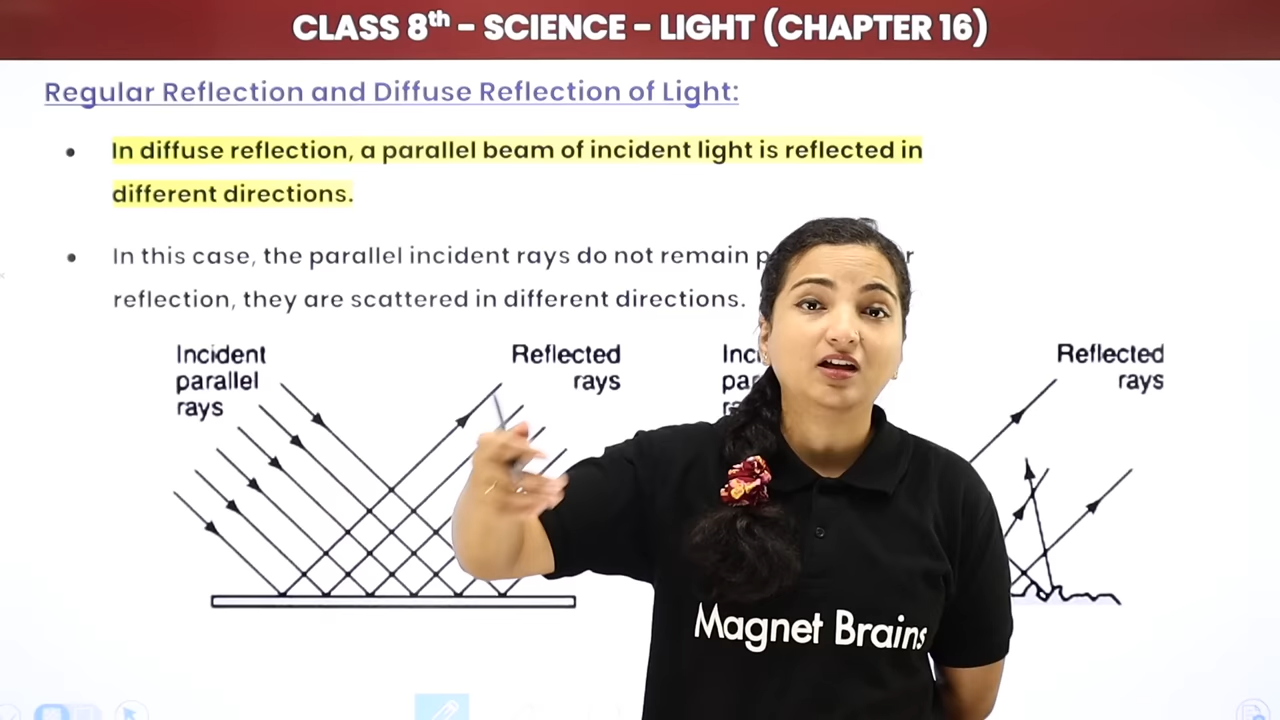 CLASS 8th - SCIENCE - LIGHT (CHAPTER 16)
Regular Reflection and Diffuse Reflection of Light:
• In diffuse reflection, a parallel beam of incident light is reflected in
different directions.
• In this case, the parallel incident rays do not remain
reflection, they are scattered in different directions.
Incident
parallel
rays
Reflected
rays
Reflected
rays
Magnet Brains